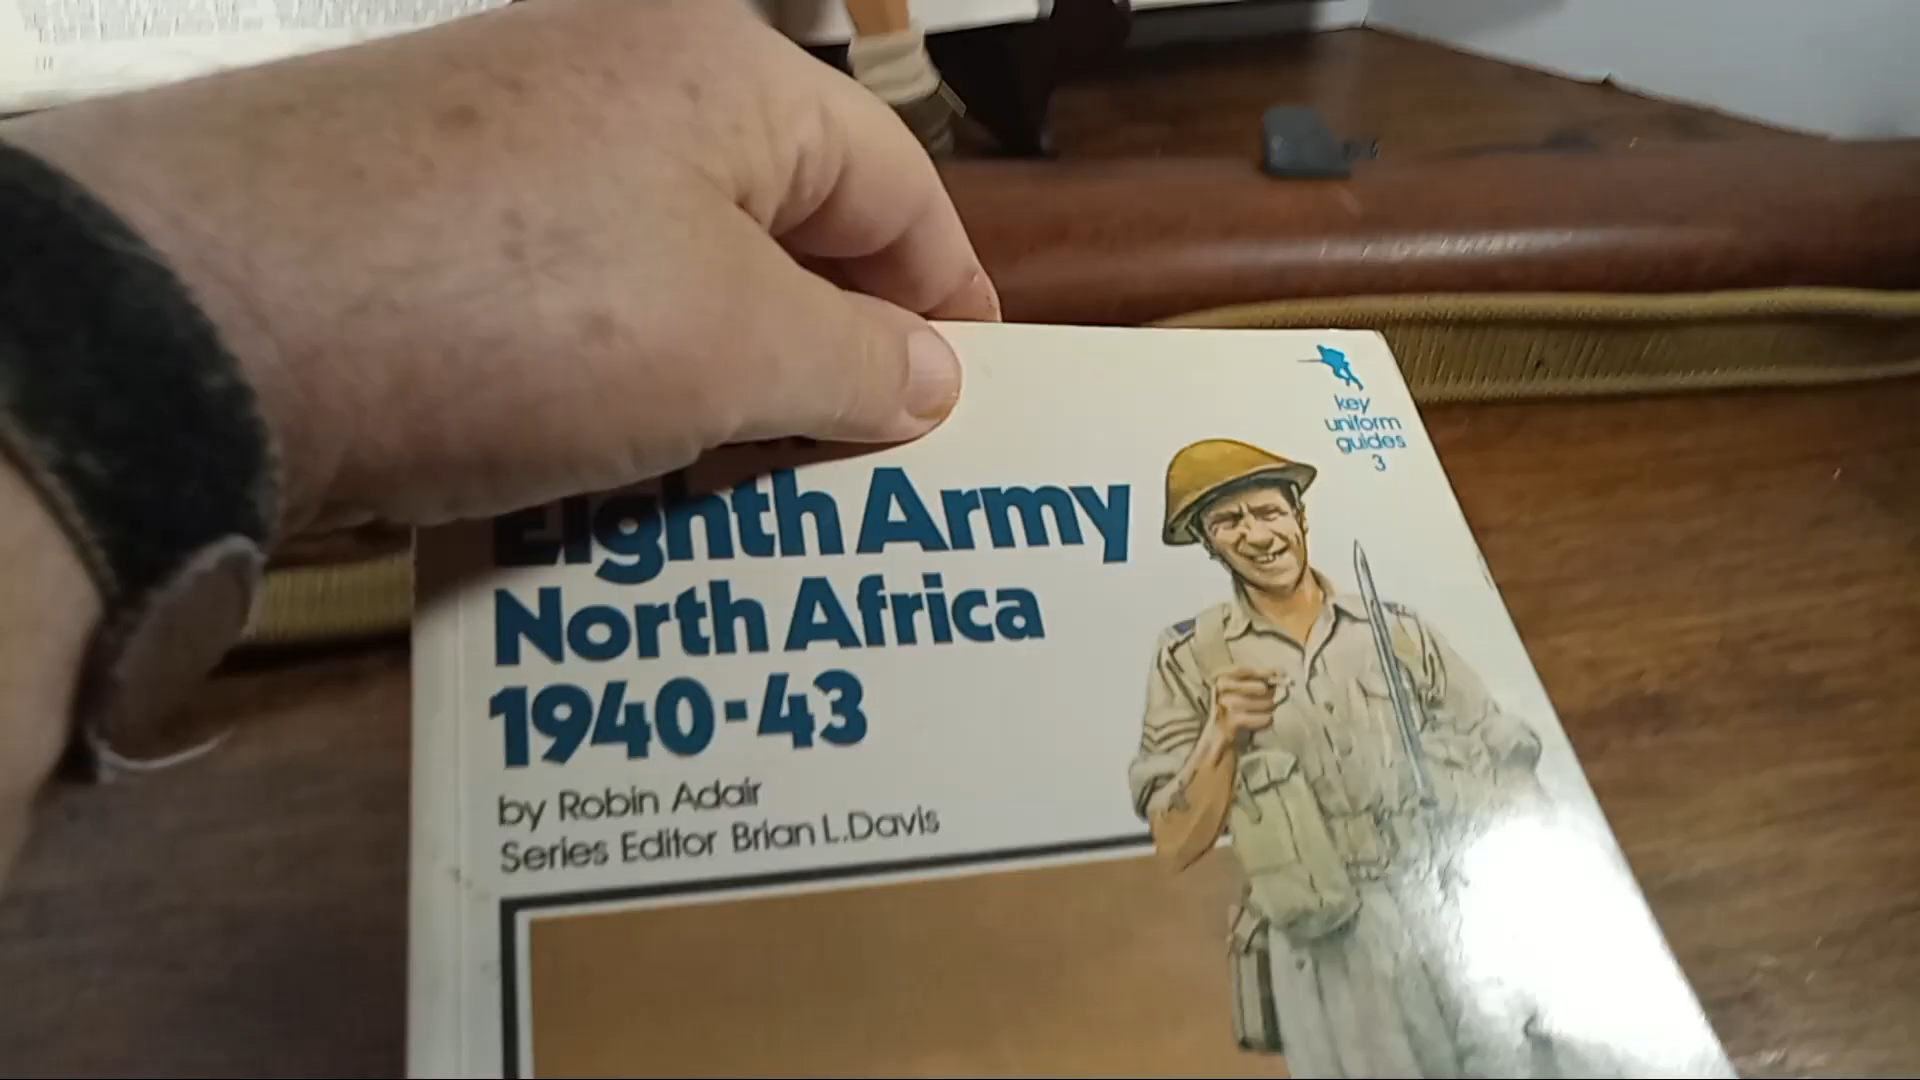 key
uniform
guides
3
Eighth Army
North Africa
1940-43
by Robin Adair
Series Editor Brian L.Davis